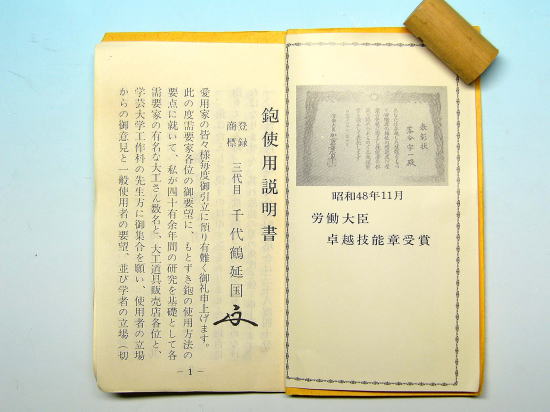 表彰状
落合宇一殿
昭和48年11月
労働大臣
卓越技能章受賞
鉋使用説明書
登録
商標
三代目 千代鶴延国
愛用家の皆々様毎度御引立に預り有難く御礼申上げます。
此の度需要家各位の御要望に、もとずき鉋の使用方法の
要点に就いて、私が四十有余年間の研究を基礎として各
需要家の有名な大工さん数名と、大工道具販売店各位と、
学芸大学工作科の先生方に御集合を願い、使用者の立場
からの御意見と一般使用者の要望、並び学者の立場（切
—1—